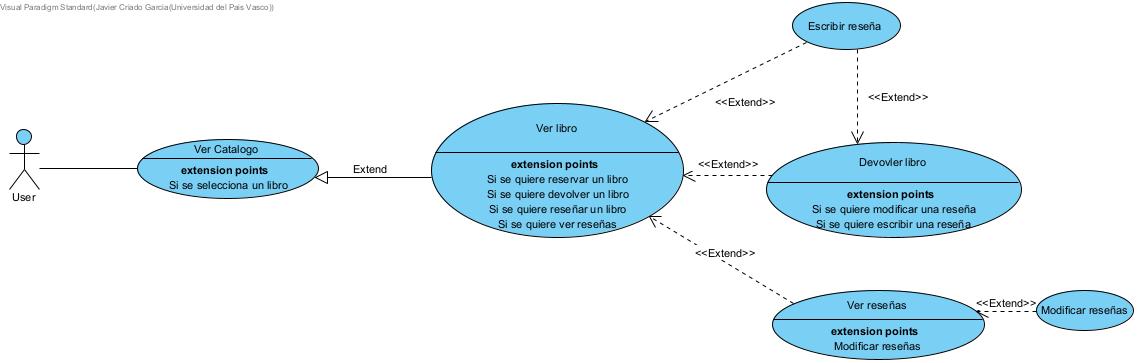 Visual Paradigm Standard(Javier Criado Garcia(Universidad del Pais Vasco))
Escribir reseña
<<Extend>>
<<Extend>>
Ver libro
extension points
Si se quiere reservar un libro
Si se quiere devolver un libro
Si se quiere reseñar un libro
Si se quiere ver reseñas
Ver Catalogo
extension points
Si se selecciona un libro
User
Extend
<<Extend>>
Devovler libro
extension points
Si se quiere modificar una reseña
Si se quiere escribir una reseña
<<Extend>>
Ver reseñas
extension points
Modificar reseñas
<<Extend>>
Modificar reseñas